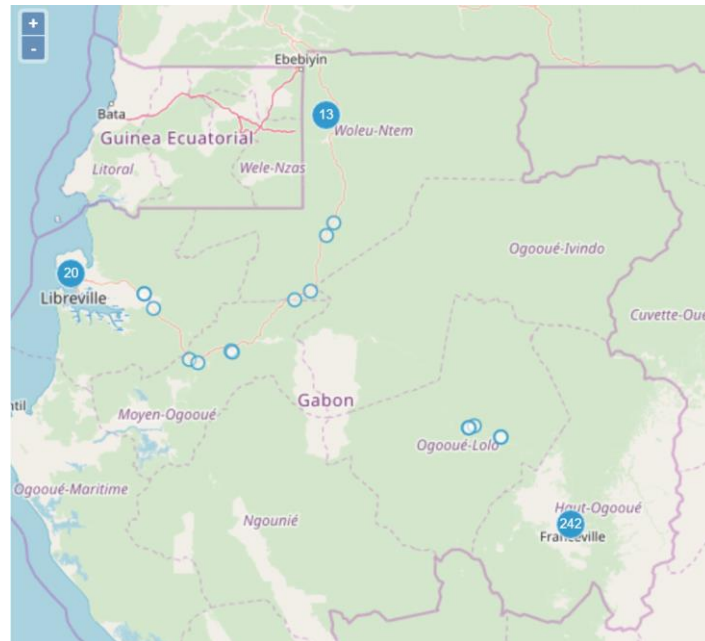 +
-
Ebebiyin
Bata
13
Woleu-Ntem
Guinea Ecuatorial
Litoral
Wele-Nzas
Ogooué-Ivindo
20
Libreville
Cuvette-Oue
ntil
Moyen-Ogooué
Gabon
Ogooué-Lolo
Ogooué-Maritime
Ngounié
Haut-Ogooué
242
Franceville